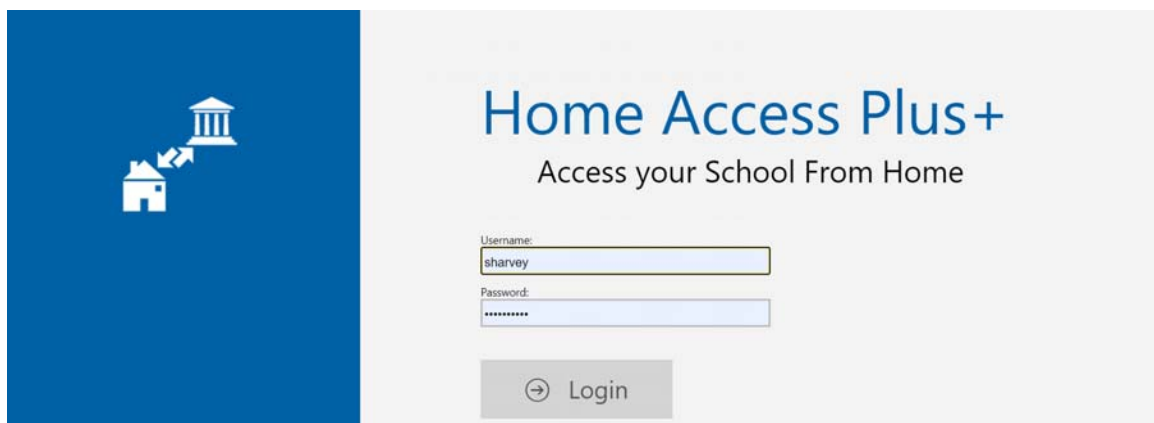 Home Access Plus+
Access your School From Home
Username:
sharvey
Password:
••••••••••
Login